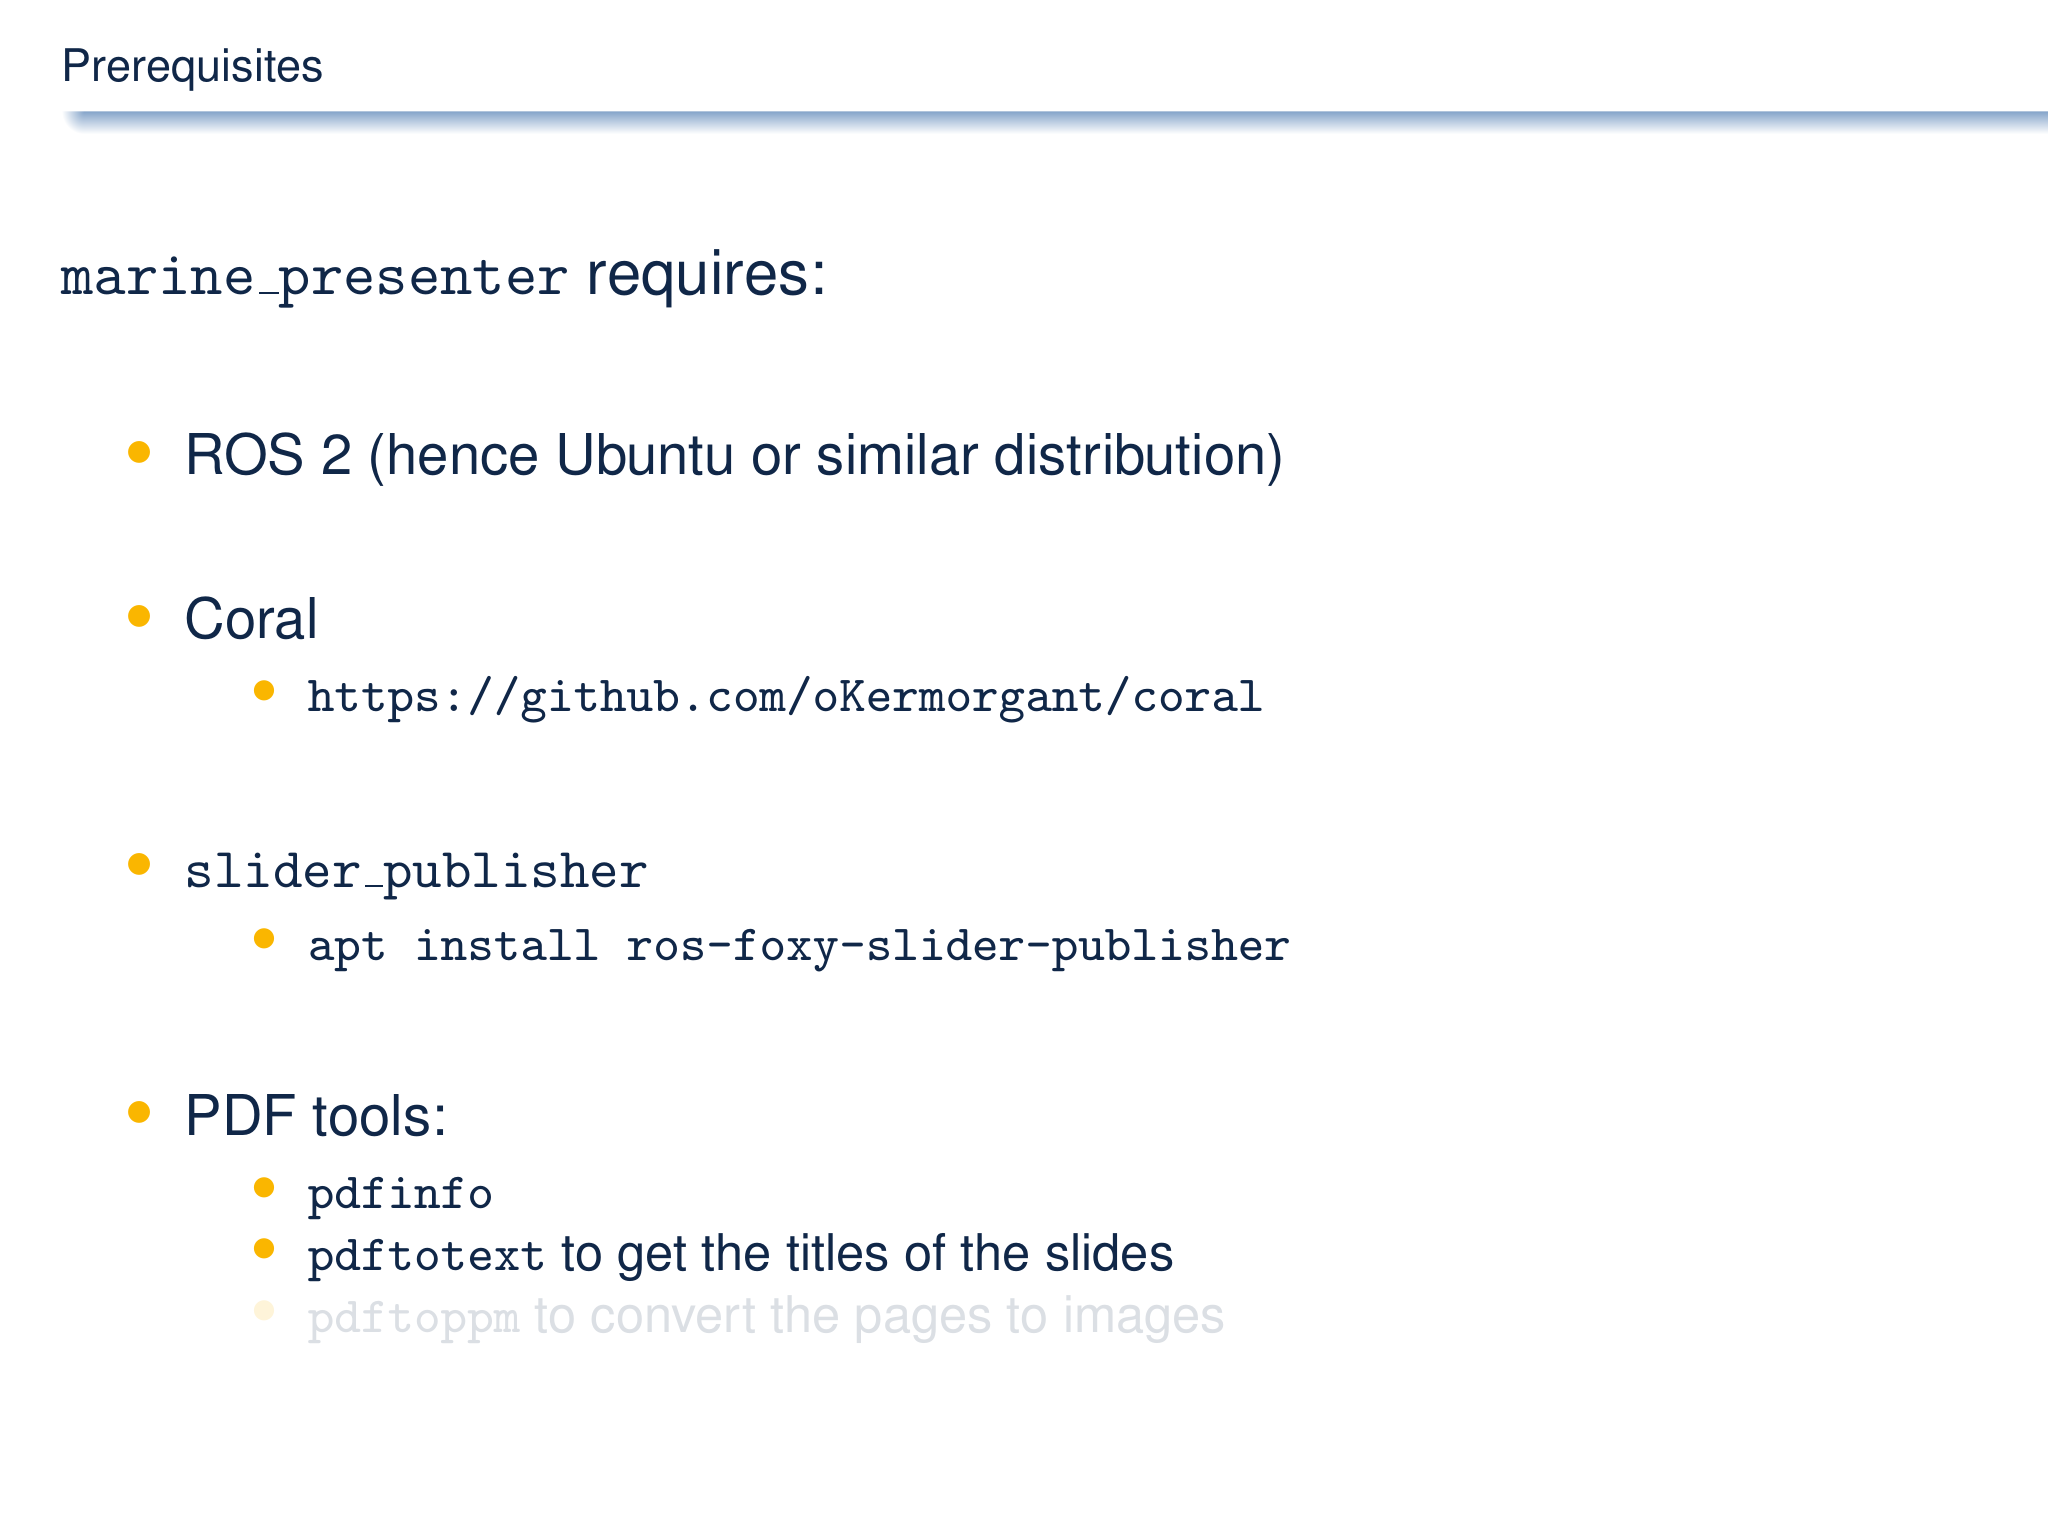 Prerequisites
marine_presenter requires:
ROS 2 (hence Ubuntu or similar distribution)
Coral
https://github.com/oKermorgant/coral
slider_publisher
apt install ros-foxy-slider-publisher
PDF tools:
pdfinfo
pdftotext to get the titles of the slides
pdftoppm to convert the pages to images